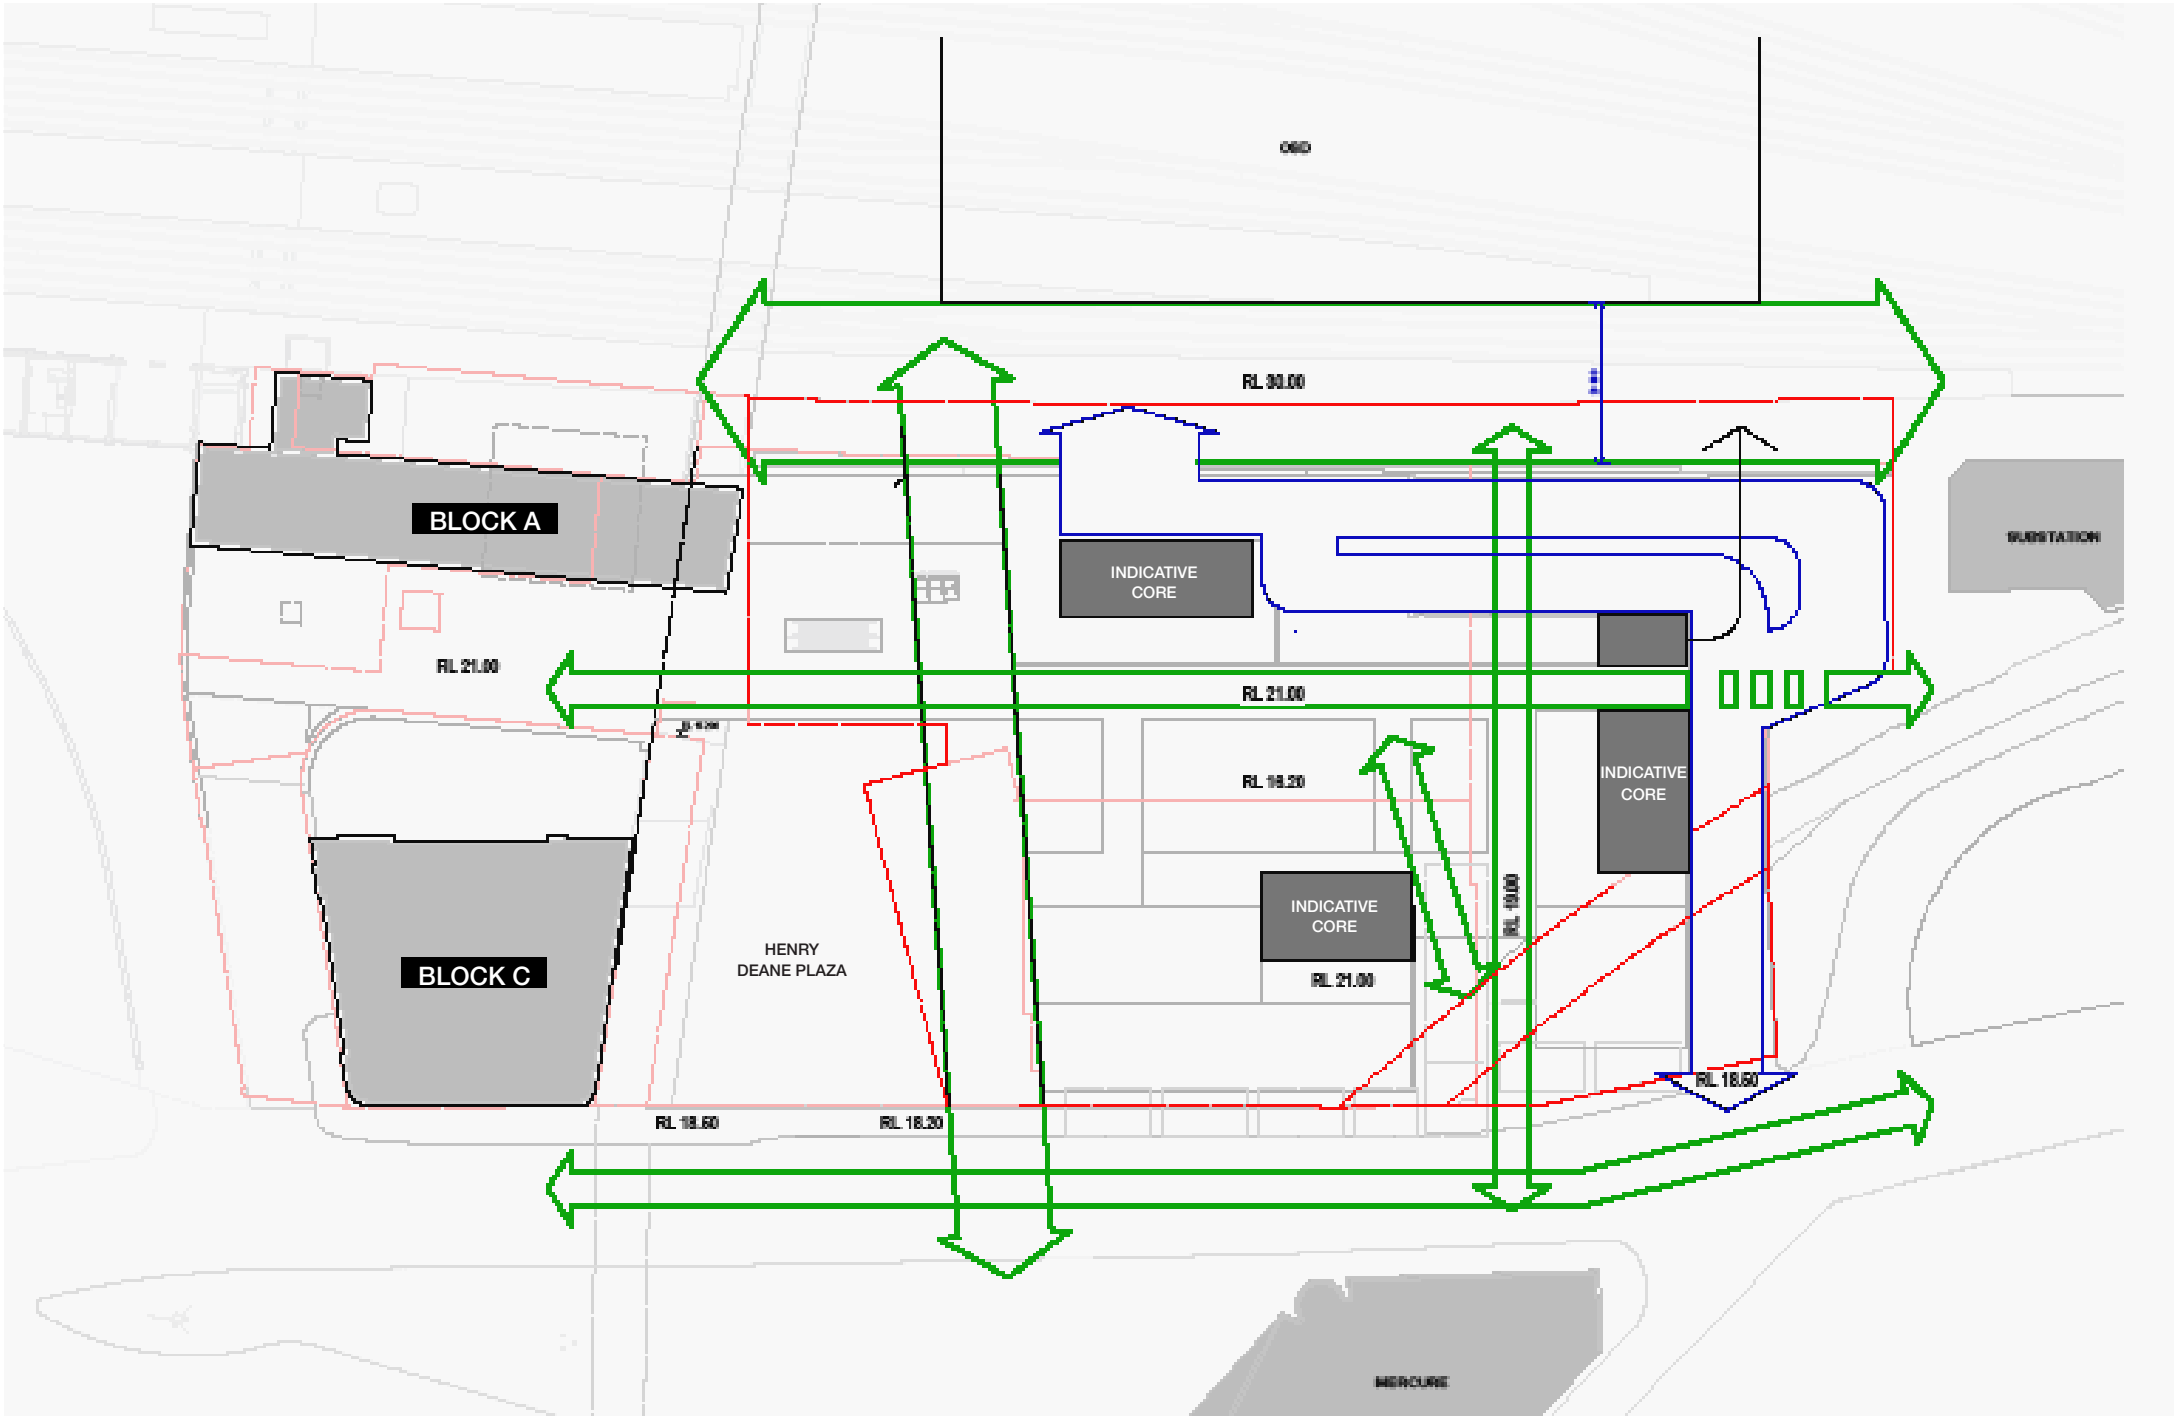 OSD
RL 30.00
BLOCK A
SUBSTATION
INDICATIVE
CORE
RL 21.00
RL 21.00
INDICATIVE
CORE
RL 16.20
RL 19.00
INDICATIVE
CORE
HENRY
DEANE PLAZA
BLOCK C
RL 21.00
RL 18.60
RL 18.60
RL 18.20
MERCURE